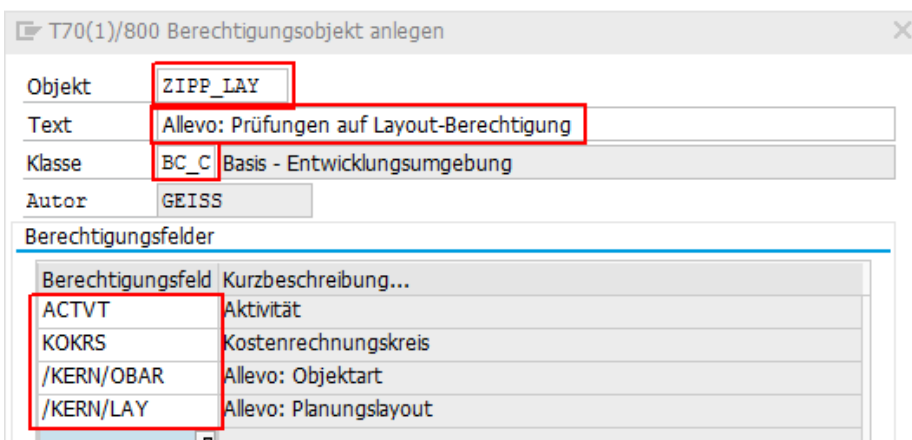 T70(1)/800 Berechtigungsobjekt anlegen
Objekt ZIPP_LAY
Text Allevo: Prüfungen auf Layout-Berechtigung
Klasse BC_C Basis - Entwicklungsumgebung
Autor GEISS
Berechtigungsfelder
Berechtigungsfeld Kurzbeschreibung...
ACTVT Aktivität
KOKRS Kostenrechnungskreis
/KERN/OBAR Allevo: Objektart
/KERN/LAY Allevo: Planungslayout